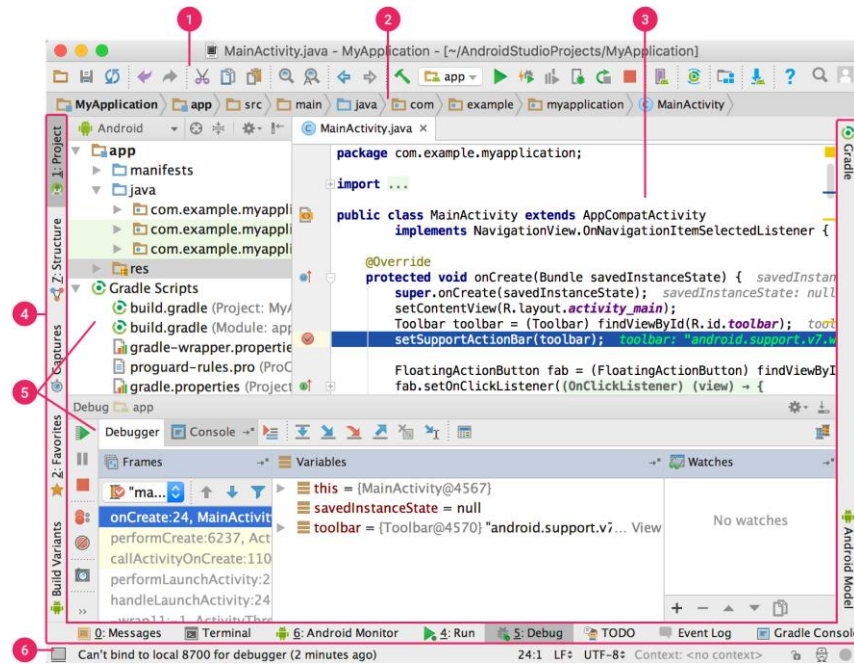 1
2
3
MainActivity.java - MyApplication - [~/AndroidStudioProjects/MyApplication]
app
?
MyApplication app src main java com example myapplication MainActivity
1: Project
Z: Structure
Captures
2: Favorites
Build Variants
4
5
6
Android
app
manifests
java
com.example.myappli
com.example.myappli
com.example.myappli
res
Gradle Scripts
build.gradle (Project: MyA
build.gradle (Module: app
gradle-wrapper.propertie
proguard-rules.pro (ProG
gradle.properties (Project
MainActivity.java ×
package com.example.myapplication;
import ...
public class MainActivity extends AppCompatActivity
implements NavigationView.OnNavigationItemSelectedListener {
@Override
protected void onCreate(Bundle savedInstanceState) { savedInstan
super.onCreate(savedInstanceState); savedInstanceState: null
setContentView(R.layout.activity_main);
Toolbar toolbar = (Toolbar) findViewById(R.id.toolbar); tool
setSupportActionBar(toolbar); toolbar: "android.support.v7.w
FloatingActionButton fab = (FloatingActionButton) findViewByI
fab.setOnClickListener((OnClickListener) (view) → {
Gradle
Android Model
Debug app
Debugger Console
Frames
Variables
Watches
"ma...
onCreate:24, MainActivit
performCreate:6237, Act
callActivityOnCreate:110
performLaunchActivity:2
handleLaunchActivity:24
-wrap11:-1, ActivityThre
this = {MainActivity@4567}
savedInstanceState = null
toolbar = {Toolbar@4570} "android.support.v7... View
No watches
0: Messages Terminal 6: Android Monitor 4: Run 5: Debug TODO Event Log Gradle Console
Can't bind to local 8700 for debugger (2 minutes ago) 24:1 LF÷ UTF-8÷ Context: <no context>